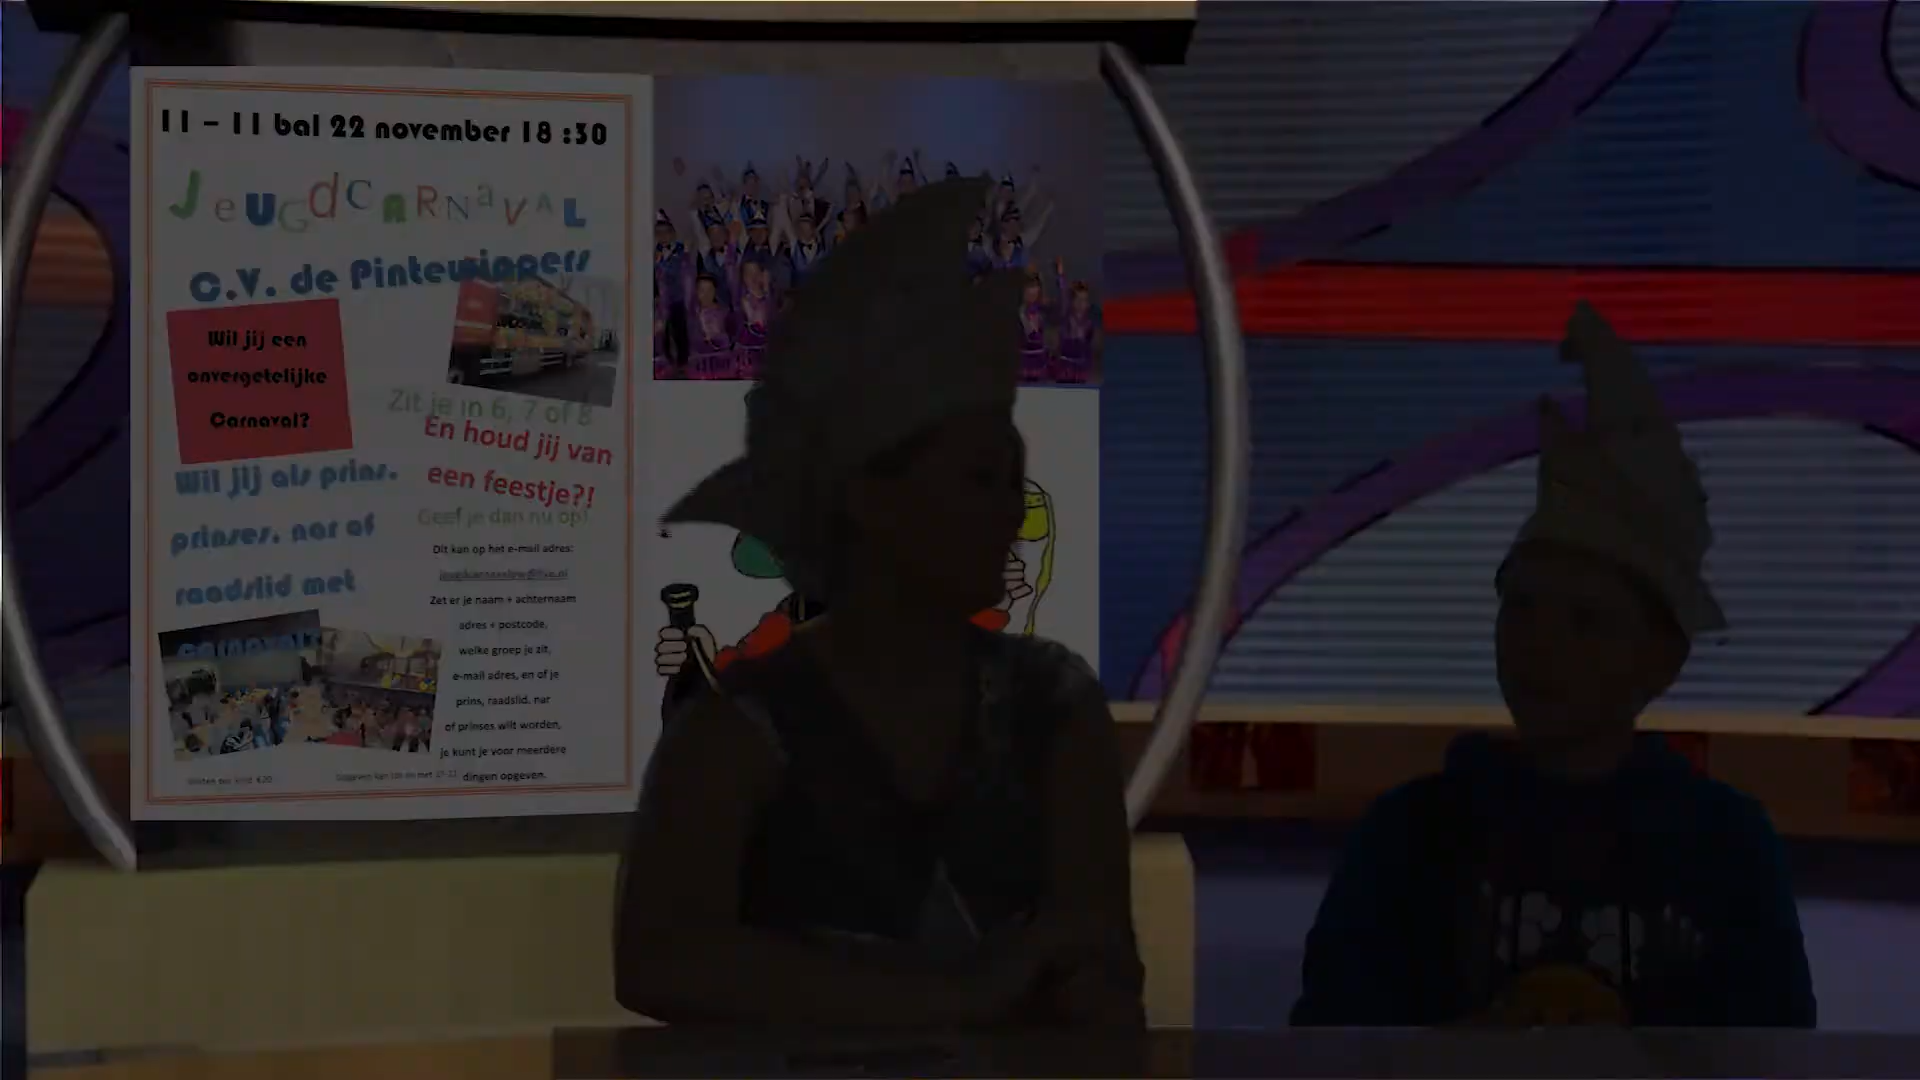 11 – 11 bal 22 november 18 :30
JeUGdCARNaVAL
C.V. de Pintewippers
Wil jij een
onvergetelijke
Carnaval?
Zit je in 6, 7 of 8
En houd jij van
een feestje?!
Geef je dan nu op!
Wil jij als prins,
prinses, nar of
raadslid met
carnaval?
Dit kan op het e-mail adres:
Zet er je naam + achternaam
adres + postcode,
welke groep je zit,
e-mail adres, en of je
prins, raadslid, nar
of prinses wilt worden,
je kunt je voor meerdere
dingen opgeven.